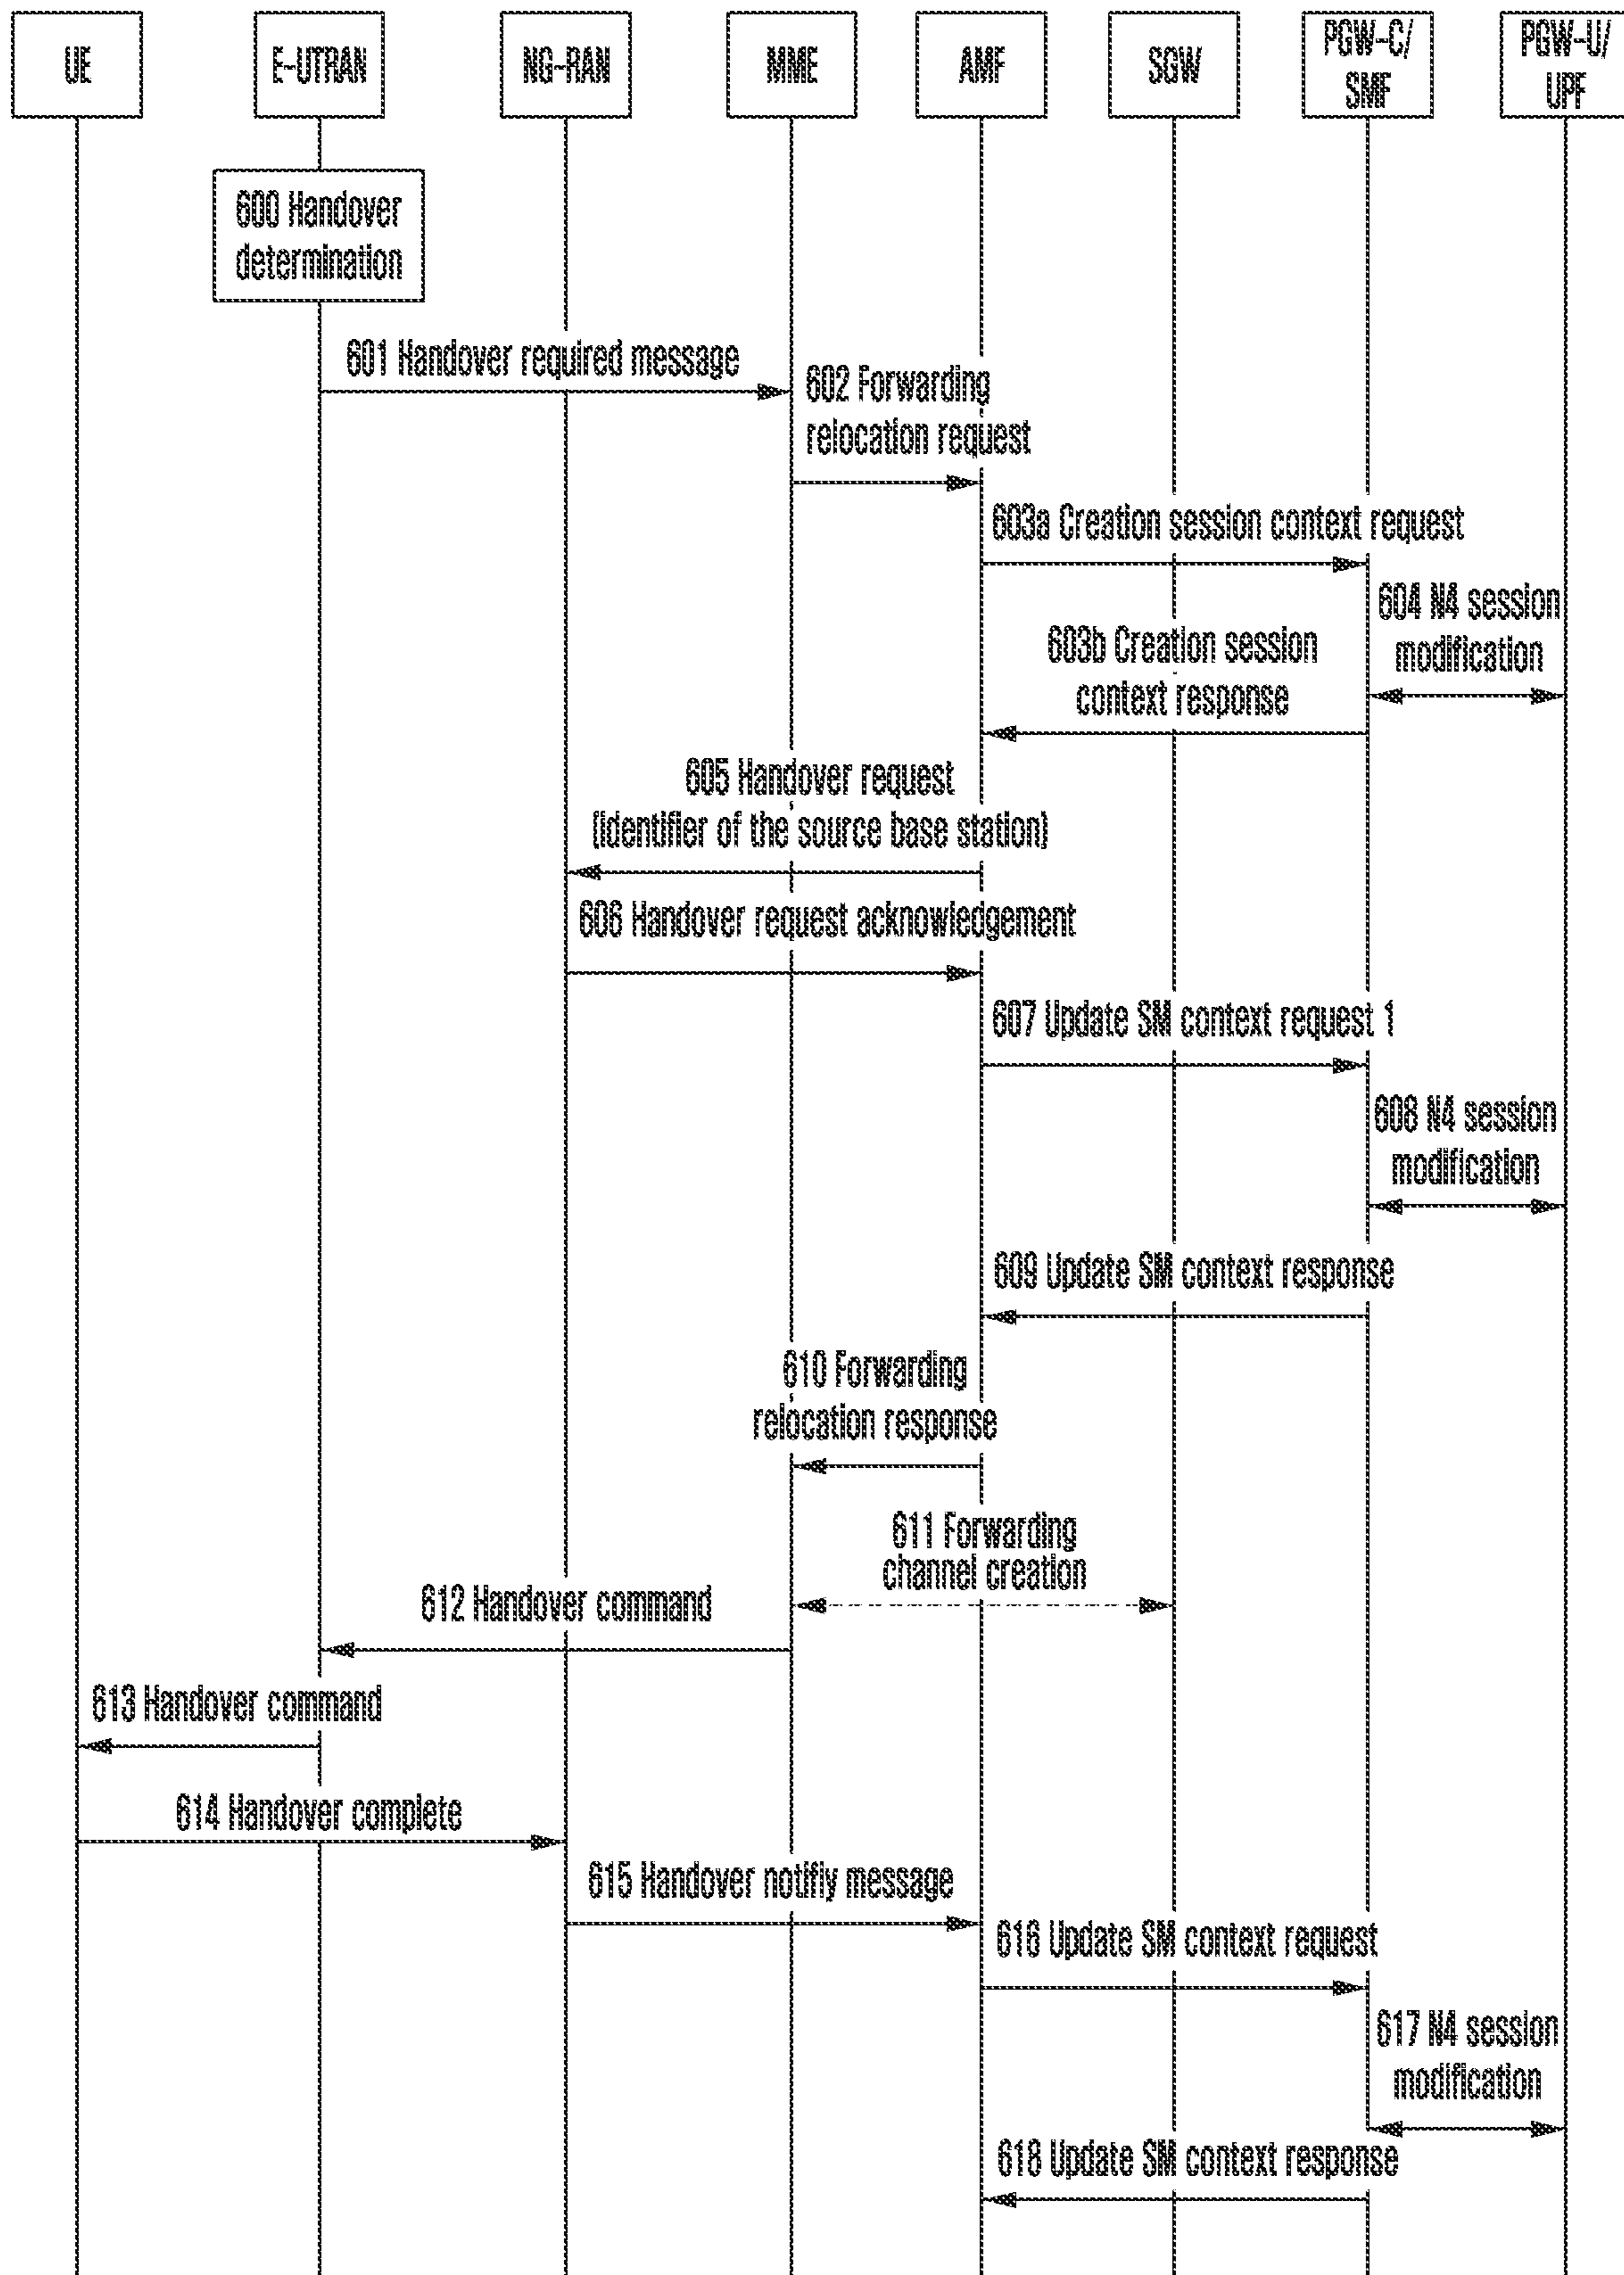 UE
E-UTRAN
NG-RAN
MME
AMF
SGW
PGW-C/
SMF
PGW-U/
UPF
600 Handover
determination
601 Handover required message
602 Forwarding
relocation request
603a Creation session context request
604 N4 session
modification
603b Creation session
context response
605 Handover request
(identifier of the source base station)
606 Handover request acknowledgement
607 Update SM context request 1
608 N4 session
modification
609 Update SM context response
610 Forwarding
relocation response
611 Forwarding
channel creation
612 Handover command
613 Handover command
614 Handover complete
615 Handover notifiy message
616 Update SM context request
617 N4 session
modification
618 Update SM context response